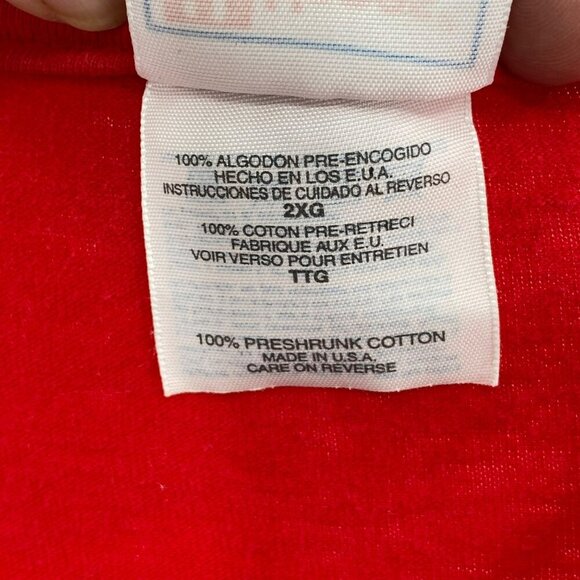 100% ALGODON PRE-ENCOGIDO
HECHO EN LOS E.U.A.
INSTRUCCIONES DE CUIDADO AL REVERSO
2XG
100% COTON PRE-RETRECI
FABRIQUE AUX E.U.
VOIR VERSO POUR ENTRETIEN
TTG
100% PRESHRUNK COTTON
MADE IN U.S.A.
CARE ON REVERSE